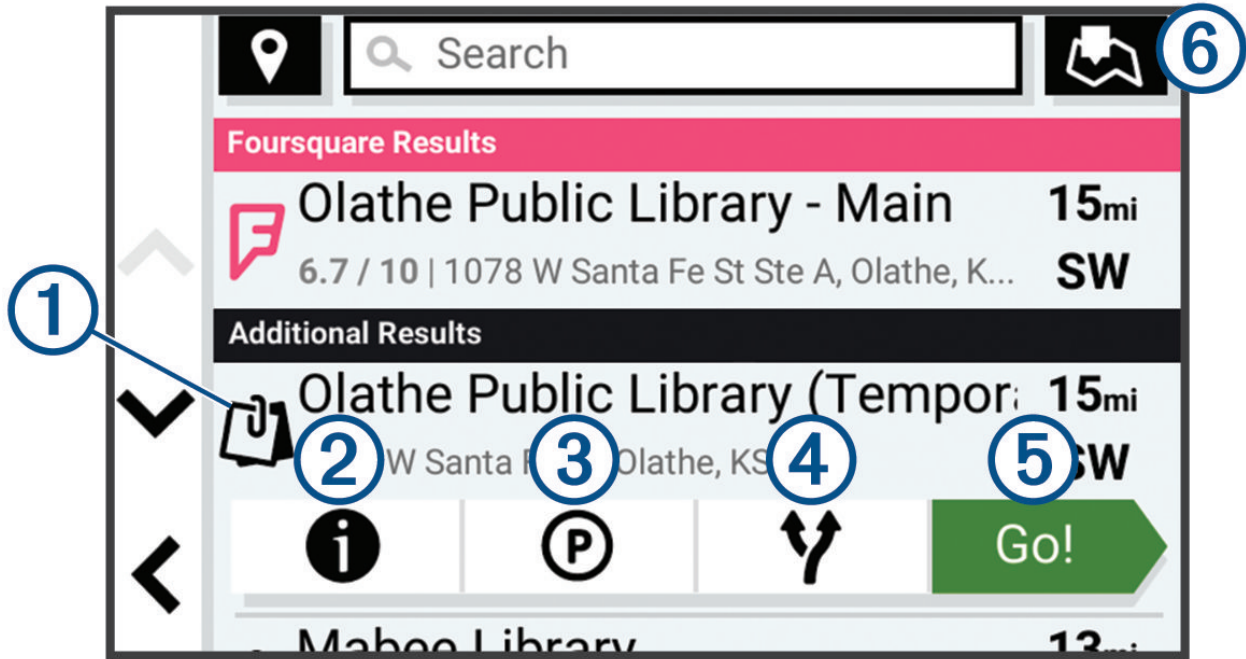 Search
6
Foursquare Results
Olathe Public Library - Main 15mi
6.7 / 10 | 1078 W Santa Fe St Ste A, Olathe, K... SW
1
Additional Results
Olathe Public Library (Tempor 15mi
2 W Santa 3 Olathe, KS 4 5 SW
i P Go!
Mabee Library 13mi